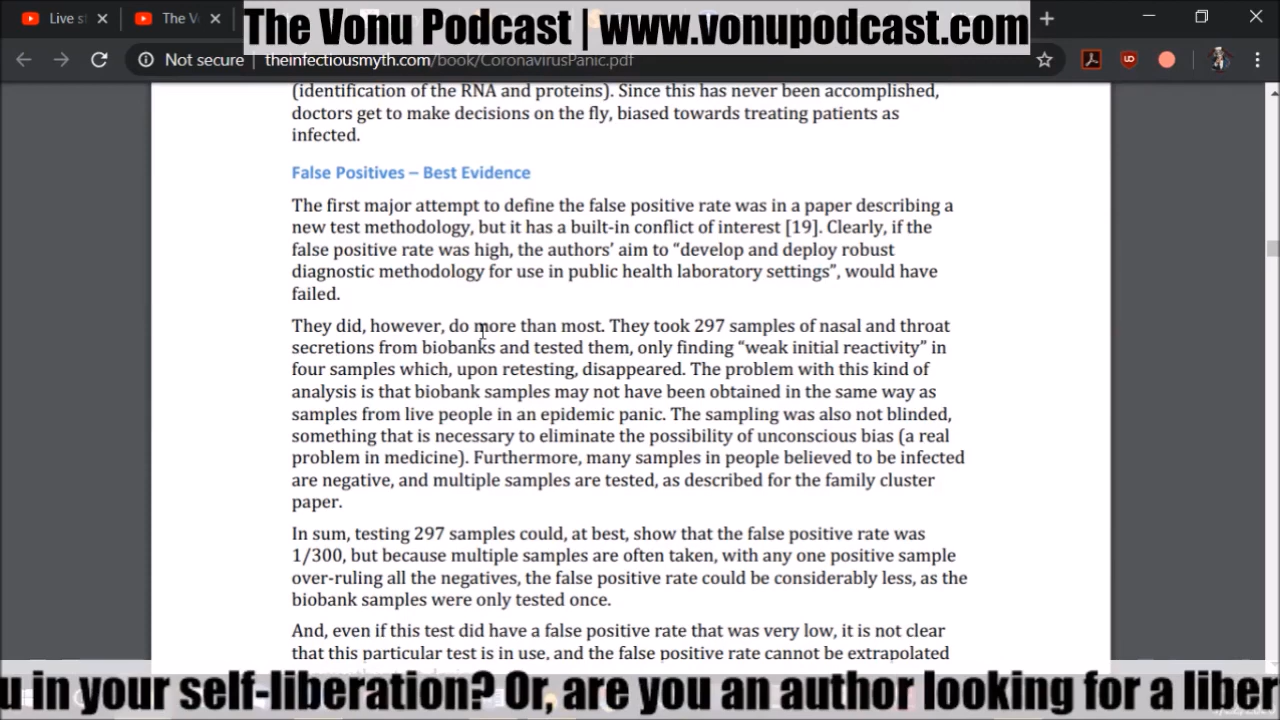 Live s
The V
The Vonu Podcast | www.vonupodcast.com
Not secure | theinfectiousmyth.com/book/CoronavirusPanic.pdf
(identification of the RNA and proteins). Since this has never been accomplished,
doctors get to make decisions on the fly, biased towards treating patients as
infected.
False Positives – Best Evidence
The first major attempt to define the false positive rate was in a paper describing a
new test methodology, but it has a built-in conflict of interest [19]. Clearly, if the
false positive rate was high, the authors’ aim to “develop and deploy robust
diagnostic methodology for use in public health laboratory settings”, would have
failed.
They did, however, do more than most. They took 297 samples of nasal and throat
secretions from biobanks and tested them, only finding “weak initial reactivity” in
four samples which, upon retesting, disappeared. The problem with this kind of
analysis is that biobank samples may not have been obtained in the same way as
samples from live people in an epidemic panic. The sampling was also not blinded,
something that is necessary to eliminate the possibility of unconscious bias (a real
problem in medicine). Furthermore, many samples in people believed to be infected
are negative, and multiple samples are tested, as described for the family cluster
paper.
In sum, testing 297 samples could, at best, show that the false positive rate was
1/300, but because multiple samples are often taken, with any one positive sample
over-ruling all the negatives, the false positive rate could be considerably less, as the
biobank samples were only tested once.
And, even if this test did have a false positive rate that was very low, it is not clear
that this particular test is in use, and the false positive rate cannot be extrapolated
u in your self-liberation? Or, are you an author looking for a liber